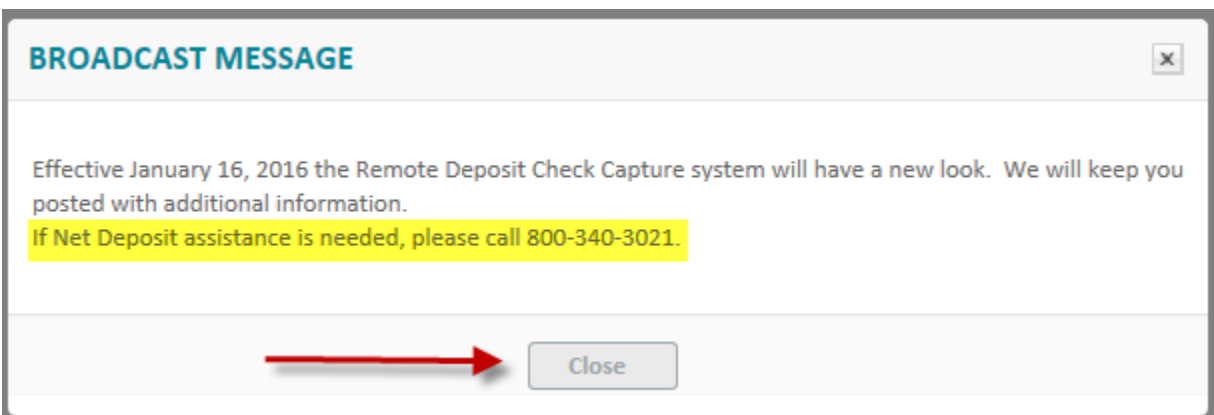 BROADCAST MESSAGE
x
Effective January 16, 2016 the Remote Deposit Check Capture system will have a new look.  We will keep you
posted with additional information.
If Net Deposit assistance is needed, please call 800-340-3021.
Close